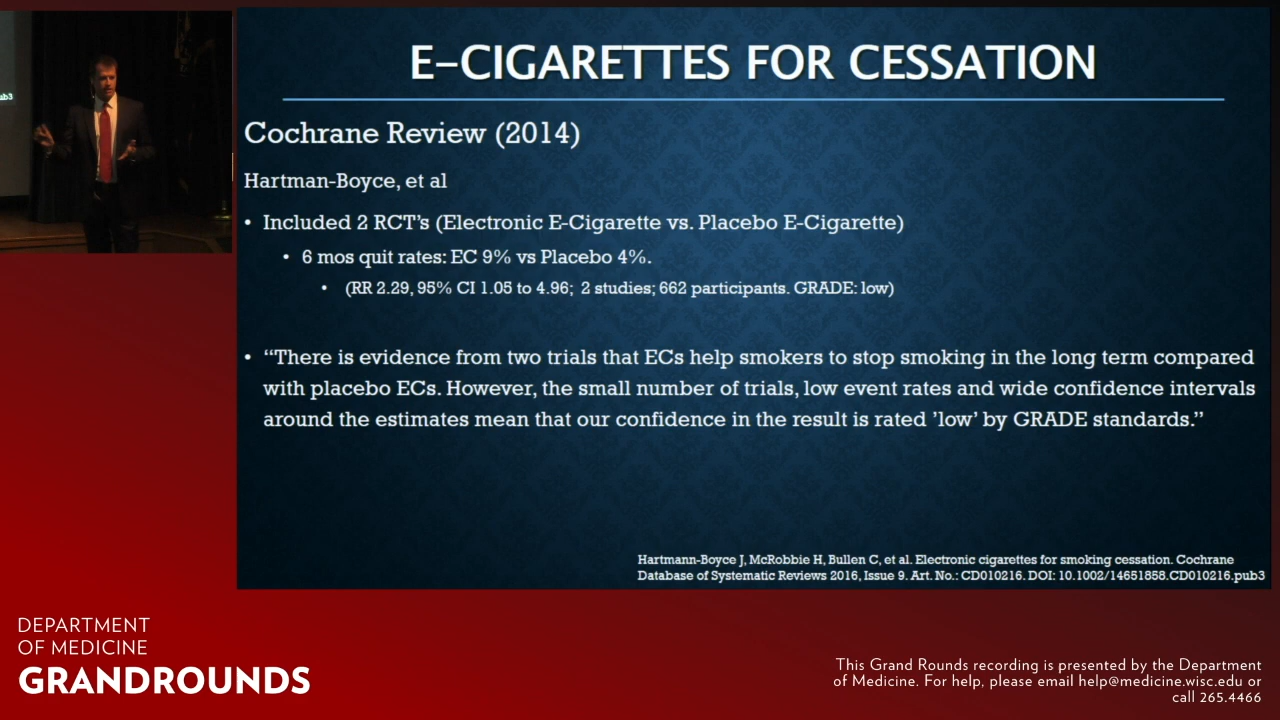 ub3
E-CIGARETTES FOR CESSATION
Cochrane Review (2014)
Hartman-Boyce, et al
• Included 2 RCT's (Electronic E-Cigarette vs. Placebo E-Cigarette)
• 6 mos quit rates: EC 9% vs Placebo 4%.
• (RR 2.29, 95% CI 1.05 to 4.96; 2 studies; 662 participants. GRADE: low)
• “There is evidence from two trials that ECs help smokers to stop smoking in the long term compared
with placebo ECs. However, the small number of trials, low event rates and wide confidence intervals
around the estimates mean that our confidence in the result is rated ’low’ by GRADE standards.”
Hartmann-Boyce J, McRobbie H, Bullen C, et al. Electronic cigarettes for smoking cessation. Cochrane
Database of Systematic Reviews 2016, Issue 9. Art. No.: CD010216. DOI: 10.1002/14651858.CD010216.pub3
DEPARTMENT
OF MEDICINE
GRANDROUNDS
This Grand Rounds recording is presented by the Department
of Medicine. For help, please email help@medicine.wisc.edu or
call 265.4466